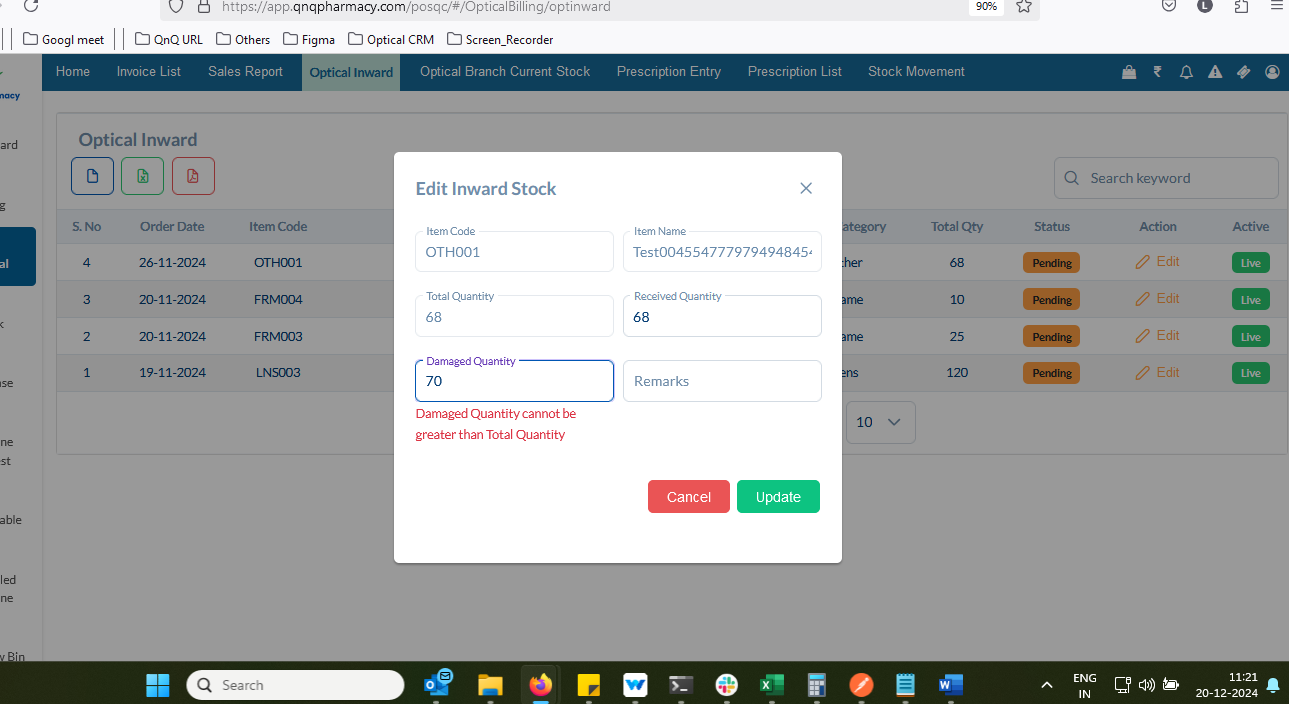 https://app.qnqpharmacy.com/posqc/#/OpticalBilling/optinward
90%
L
Googl meet
QnQ URL
Others
Figma
Optical CRM
Screen_Recorder
Home
Invoice List
Sales Report
Optical Inward
Optical Branch Current Stock
Prescription Entry
Prescription List
Stock Movement
₹
Optical Inward
Search keyword
S. No Order Date Item Code ategory Total Qty Status Action Active
4 26-11-2024 OTH001 her 68 Pending Edit Live
3 20-11-2024 FRM004 ame 10 Pending Edit Live
2 20-11-2024 FRM003 ame 25 Pending Edit Live
1 19-11-2024 LNS003 ens 120 Pending Edit Live
10
Edit Inward Stock
Item Code
OTH001
Item Name
Test004554777979494845
Total Quantity
68
Received Quantity
68
Damaged Quantity
70
Remarks
Damaged Quantity cannot be
greater than Total Quantity
Cancel
Update
Search
ENG
IN
11:21
20-12-2024